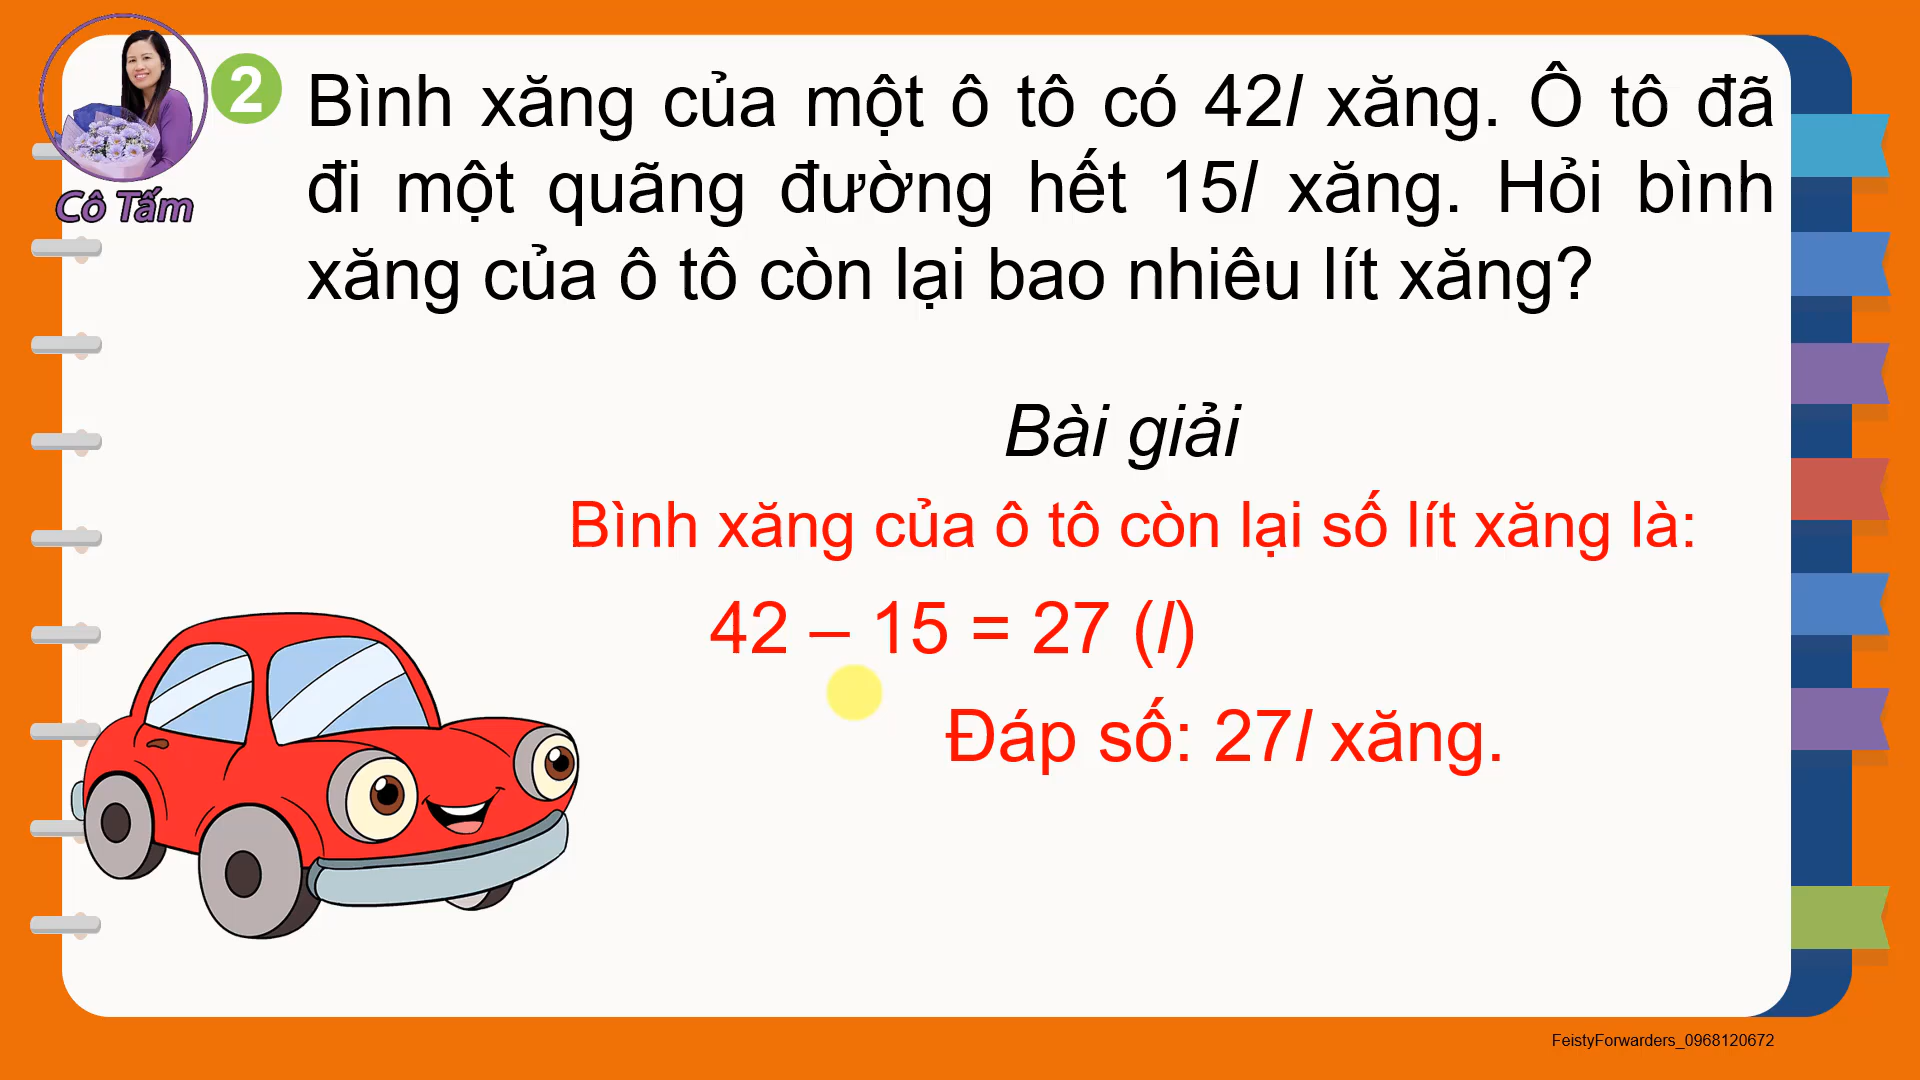 2
Bình xăng của một ô tô có 42l xăng. Ô tô đã
đi một quãng đường hết 15l xăng. Hỏi bình
xăng của ô tô còn lại bao nhiêu lít xăng?
Cô Tấm
Bài giải
Bình xăng của ô tô còn lại số lít xăng là:
42 – 15 = 27 (l)
Đáp số: 27l xăng.
FeistyForwarders_0968120672